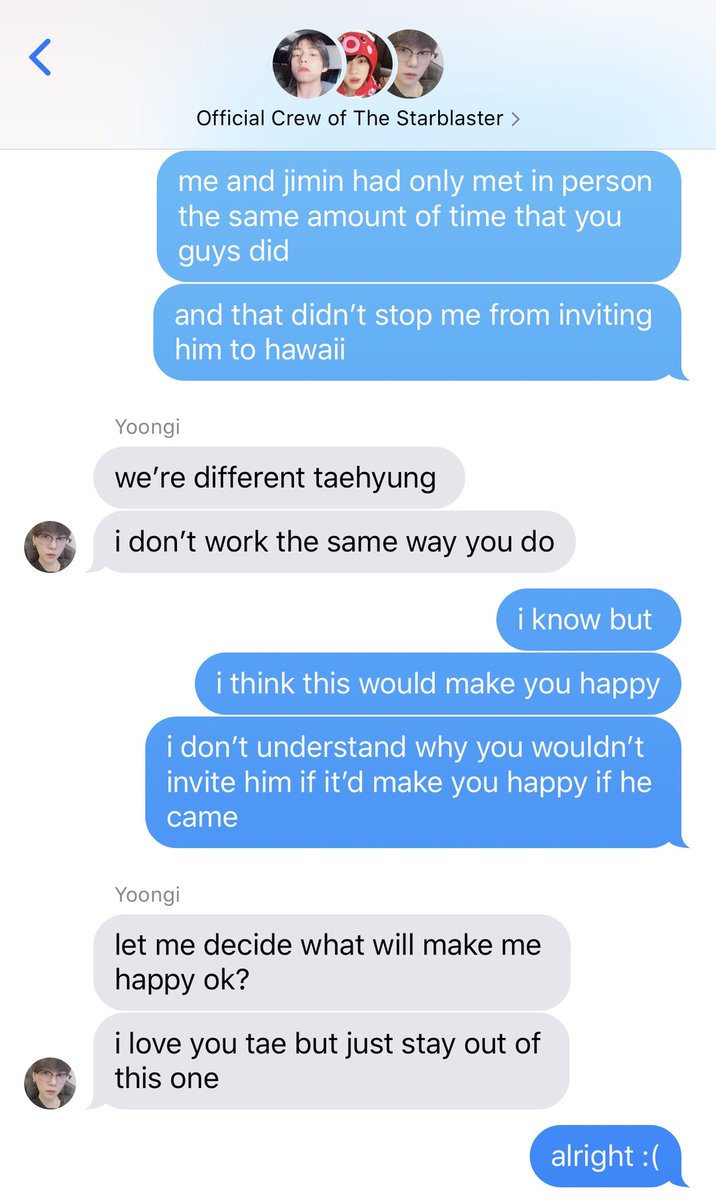 Official Crew of The Starblaster
me and jimin had only met in person
the same amount of time that you
guys did
and that didn’t stop me from inviting
him to hawaii
Yoongi
we’re different taehyung
i don’t work the same way you do
i know but
i think this would make you happy
i don’t understand why you wouldn’t
invite him if it’d make you happy if he
came
Yoongi
let me decide what will make me
happy ok?
i love you tae but just stay out of
this one
alright :(